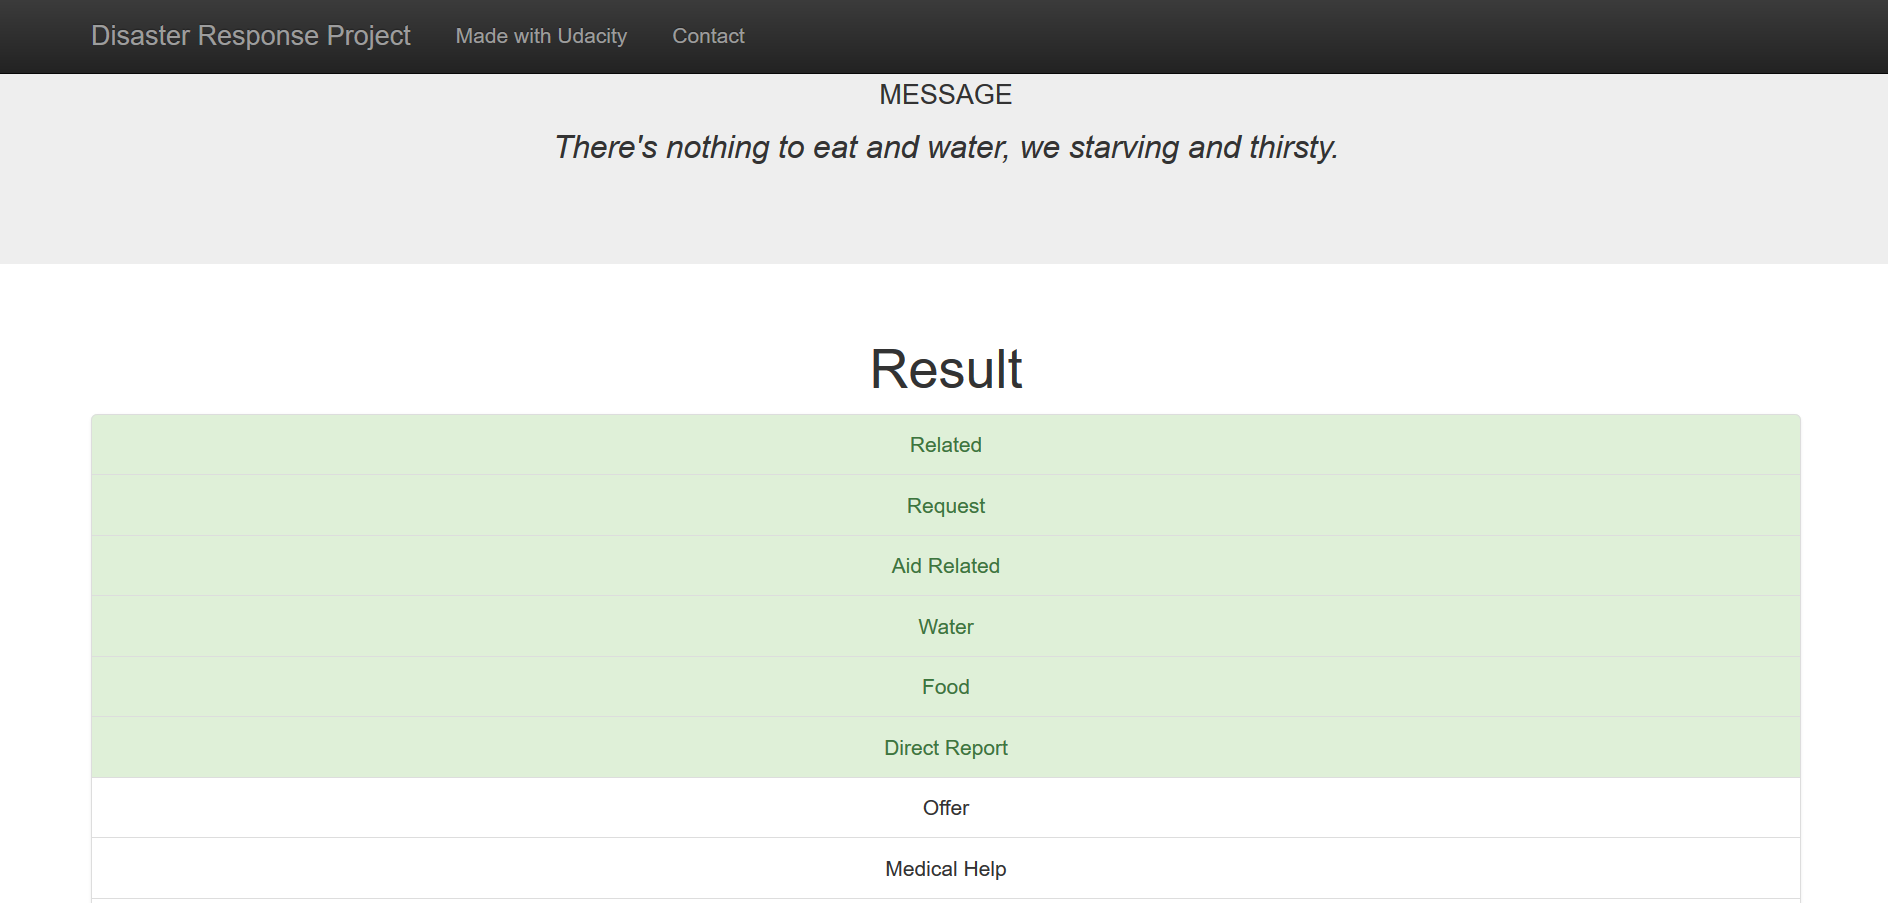 Disaster Response Project Made with Udacity Contact
MESSAGE
There's nothing to eat and water, we starving and thirsty.
Result
Related
Request
Aid Related
Water
Food
Direct Report
Offer
Medical Help